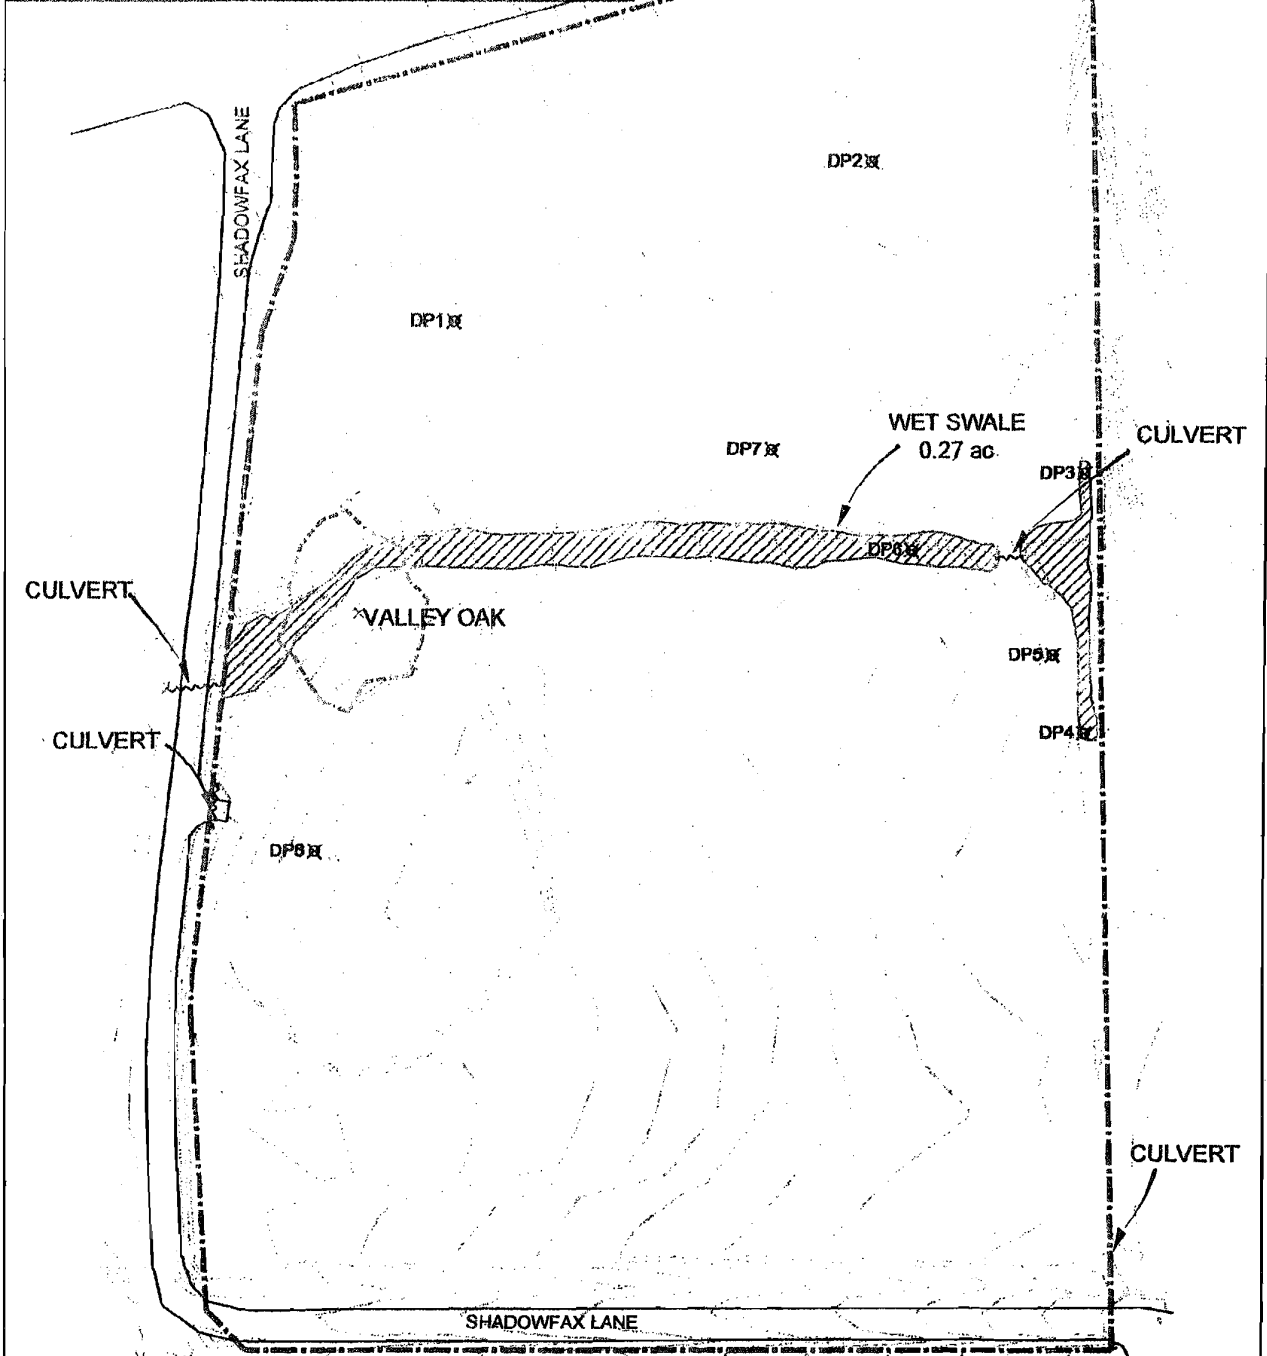 SHADOWFAX LANE
DP2
DP1
WET SWALE
0.27 ac
CULVERT
DP7
DP3
DP6
CULVERT
VALLEY OAK
DP5
CULVERT
DP4
DP8
CULVERT
SHADOWFAX LANE